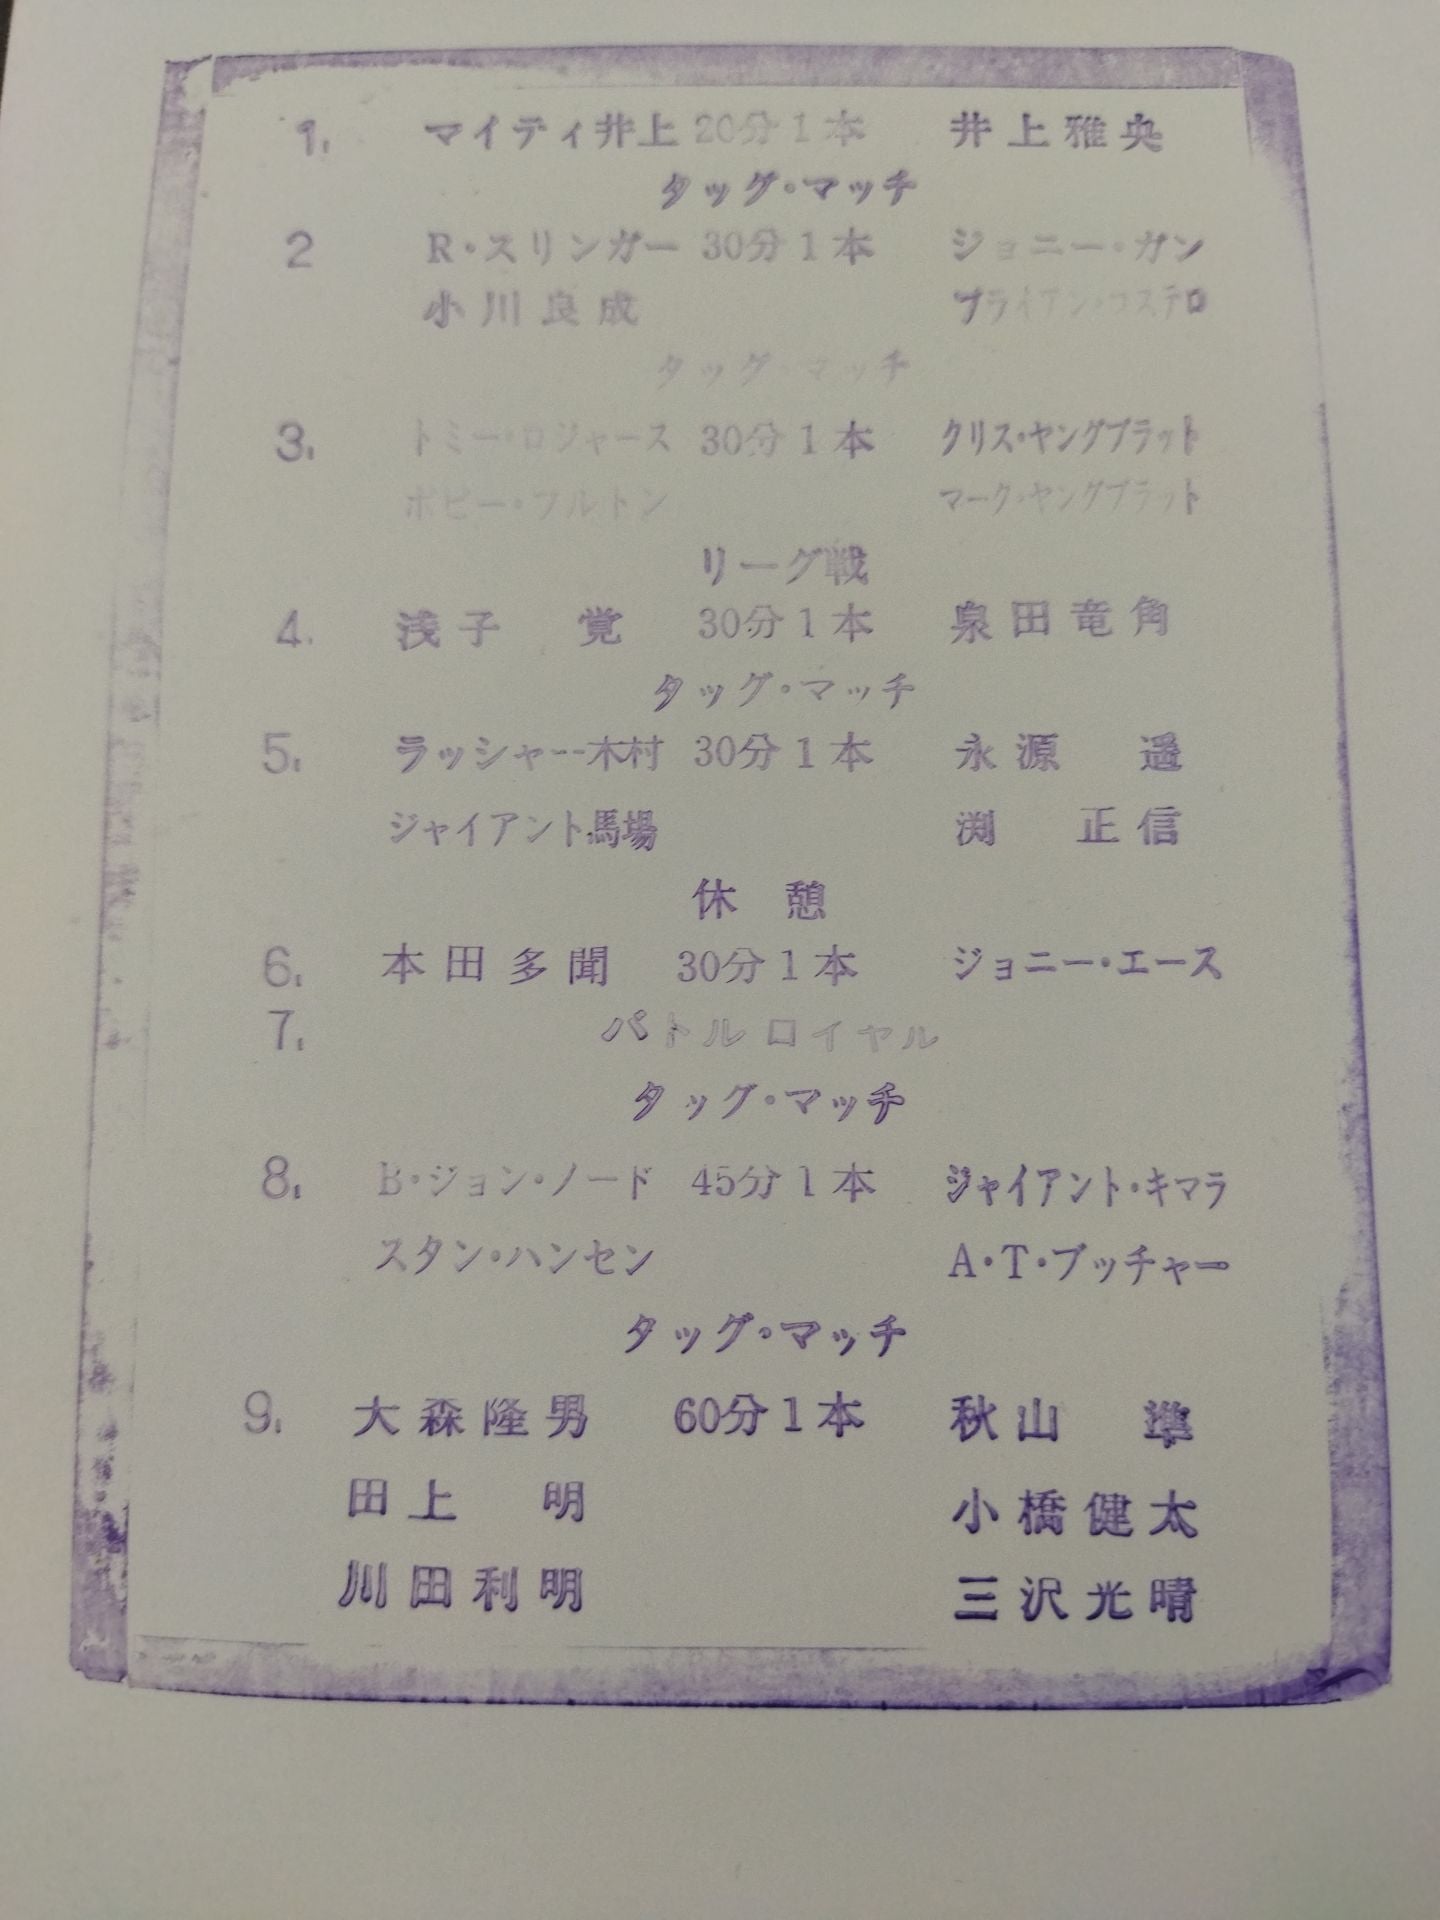 1. マイティ井上 20分1本 井上雅央
タッグ・マッチ
2 R・スリンガー 30分1本 ジョニー・ガン
小川良成 ブライアン・コステロ
タッグ・マッチ
3. トミー・ロジャース 30分1本 クリス・ヤングブラット
ボビー・フルトン マーク・ヤングブラット
リーグ戦
4. 浅子 覚 30分1本 泉田竜角
タッグ・マッチ
5. ラッシャー木村 30分1本 永源 遥
ジャイアント馬場 渕 正信
休憩
6. 本田多聞 30分1本 ジョニー・エース
7. バトルロイヤル
タッグ・マッチ
8. B・ジョン・ノード 45分1本 ジャイアント・キマラ
スタン・ハンセン A・T・ブッチャー
タッグ・マッチ
9. 大森隆男 60分1本 秋山 準
田上 明 小橋健太
川田利明 三沢光晴